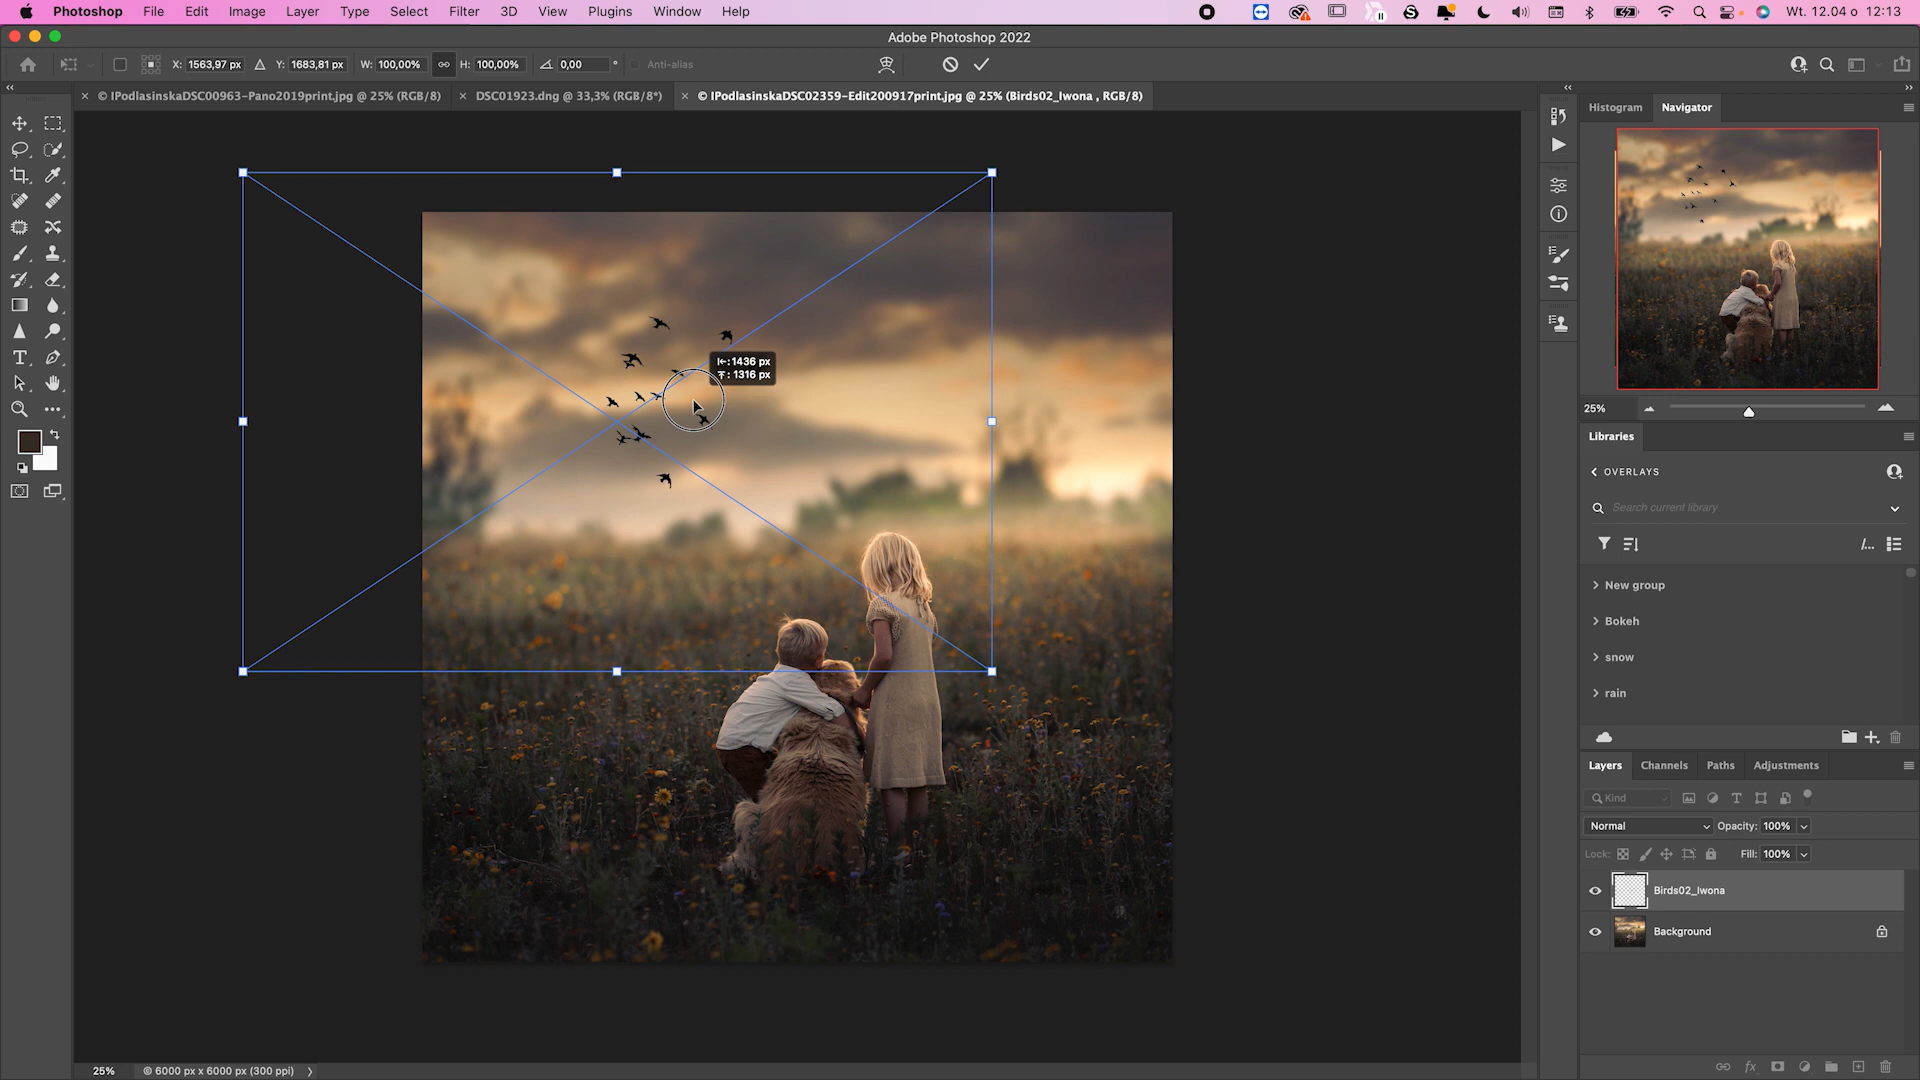 Photoshop File Edit Image Layer Type Select Filter 3D View Plugins Window Help Wt. 12.04 o 12:13
Adobe Photoshop 2022
X: 1563,97 px Y: 1683,81 px W: 100,00% H: 100,00% 0,00 ° Anti-alias
× © IPodlasinskaDSC00963-Pano2019print.jpg @ 25% (RGB/8) × DSC01923.dng @ 33,3% (RGB/8*) × © IPodlasinskaDSC02359-Edit200917print.jpg @ 25% (Birds02_Iwona , RGB/8)
Histogram Navigator
: 1436 px
: 1316 px
25%
Libraries
OVERLAYS
Search current library
New group
Bokeh
snow
rain
Layers Channels Paths Adjustments
Kind
Normal Opacity: 100%
Lock: Fill: 100%
Birds02_Iwona
Background
25% © 6000 px x 6000 px (300 ppi)